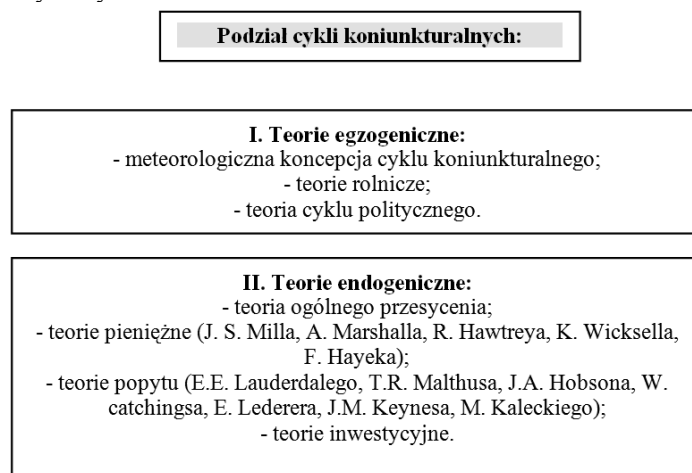 Podział cykli koniunkturalnych:
I. Teorie egzogeniczne:
- meteorologiczna koncepcja cyklu koniunkturalnego;
- teorie rolnicze;
- teoria cyklu politycznego.
II. Teorie endogeniczne:
- teoria ogólnego przesycenia;
- teorie pieniężne (J. S. Milla, A. Marshalla, R. Hawtreya, K. Wicksella,
F. Hayeka);
- teorie popytu (E.E. Lauderdalego, T.R. Malthusa, J.A. Hobsona, W.
catchingsa, E. Lederera, J.M. Keynesa, M. Kaleckiego);
- teorie inwestycyjne.